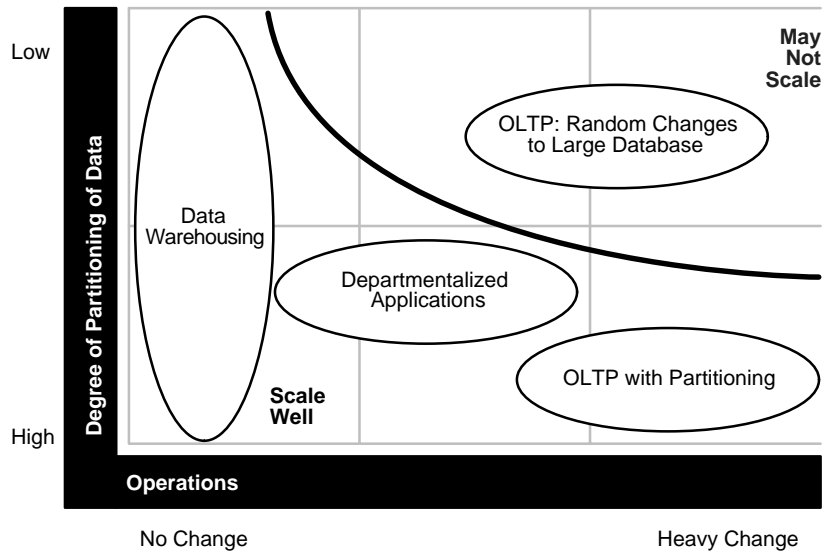 Low
May
Not
Scale
OLTP: Random Changes
to Large Database
Degree of Partitioning of Data
Data
Warehousing
Departmentalized
Applications
OLTP with Partitioning
Scale
Well
High
Operations
No Change
Heavy Change